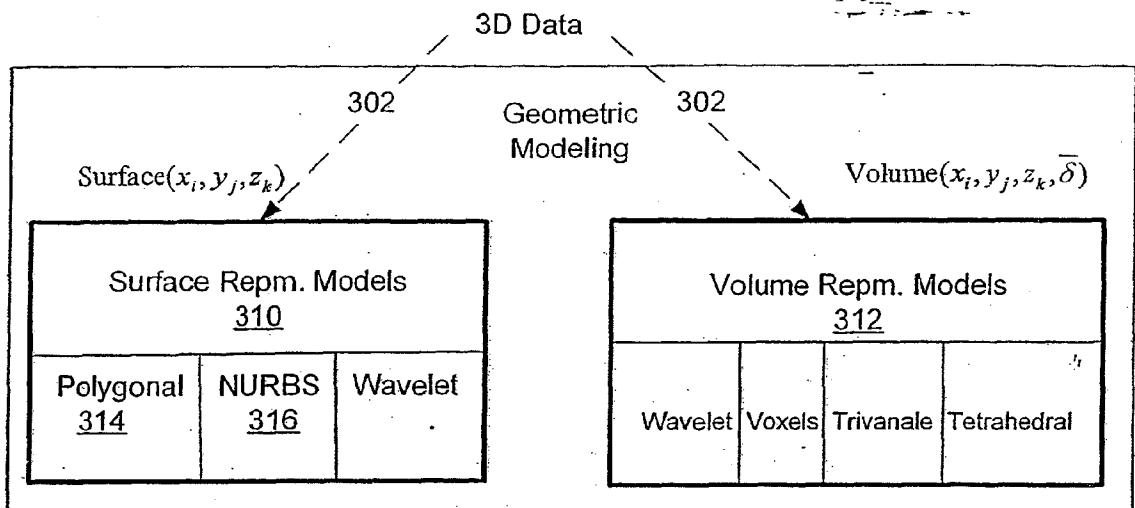 3D Data
302
302
Geometric
Modeling
Surface(x_i, y_j, z_k)
Volume(x_i, y_j, z_k, δ̅)
Surface Repm. Models
310
Polygonal
314
NURBS
316
Wavelet
Volume Repm. Models
312
Wavelet
Voxels
Trivanale
Tetrahedral